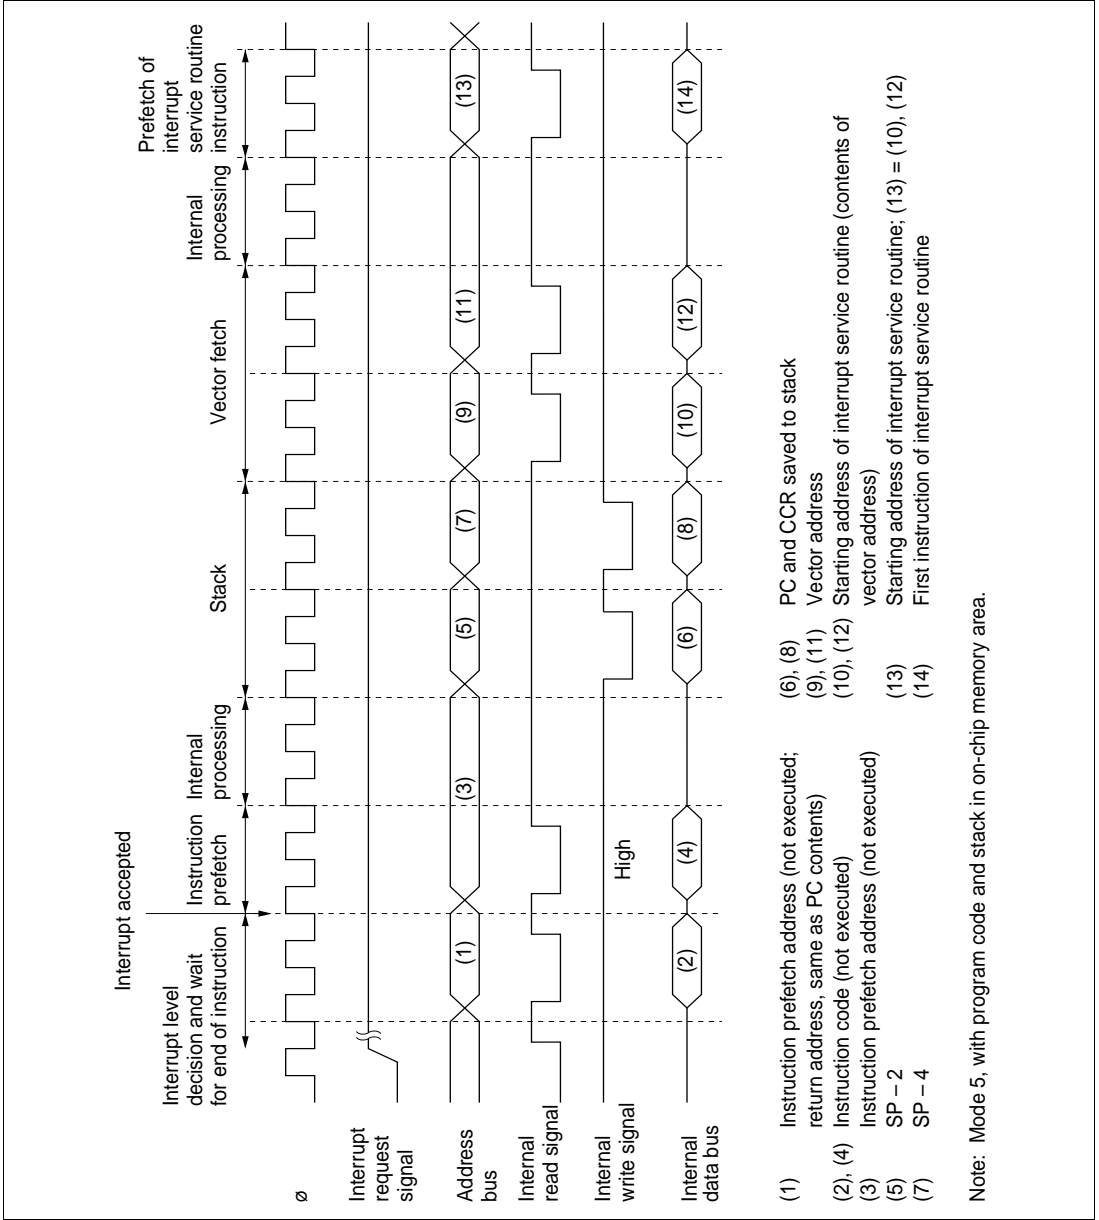 Interrupt accepted
Interrupt level
decision and wait
for end of instruction
Instruction
prefetch
Internal
processing
Stack
Vector fetch
Internal
processing
Prefetch of
interrupt
service routine
instruction
ø
Interrupt
request
signal
Address
bus
(1)
(3)
(5)
(7)
(9)
(11)
(13)
Internal
read signal
Internal
write signal
High
Internal
data bus
(2)
(4)
(6)
(8)
(10)
(12)
(14)
(1) Instruction prefetch address (not executed;
return address, same as PC contents)
(2), (4) Instruction code (not executed)
(3) Instruction prefetch address (not executed)
(5) SP – 2
(7) SP – 4
(6), (8) PC and CCR saved to stack
(9), (11) Vector address
(10), (12) Starting address of interrupt service routine (contents of
vector address)
(13) Starting address of interrupt service routine; (13) = (10), (12)
(14) First instruction of interrupt service routine
Note: Mode 5, with program code and stack in on-chip memory area.